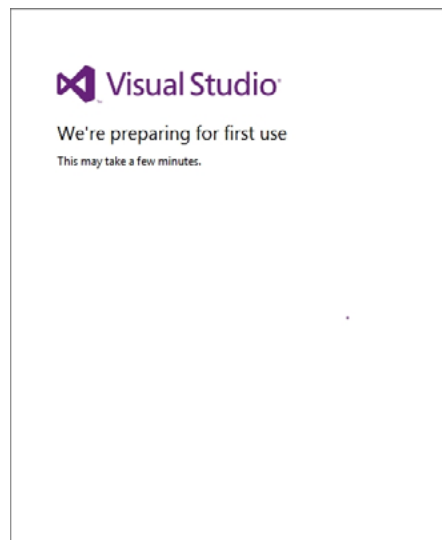 Visual Studio
We're preparing for first use
This may take a few minutes.